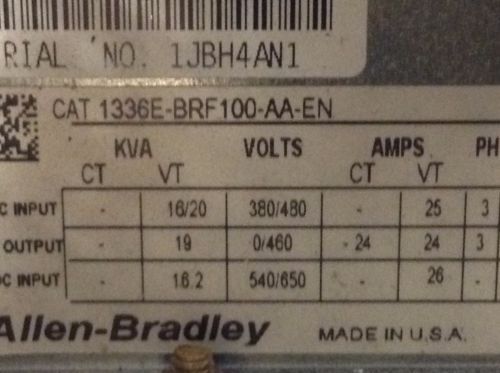 RIAL NO. 1JBH4AN1
CAT 1336E-BRF100-AA-EN
KVA VOLTS AMPS PH
CT VT CT VT
C INPUT - 16/20 380/480 - 25 3
OUTPUT - 19 0/460 24 24 3
DC INPUT - 16.2 540/650 - 26 -
Allen-Bradley MADE IN U.S.A.